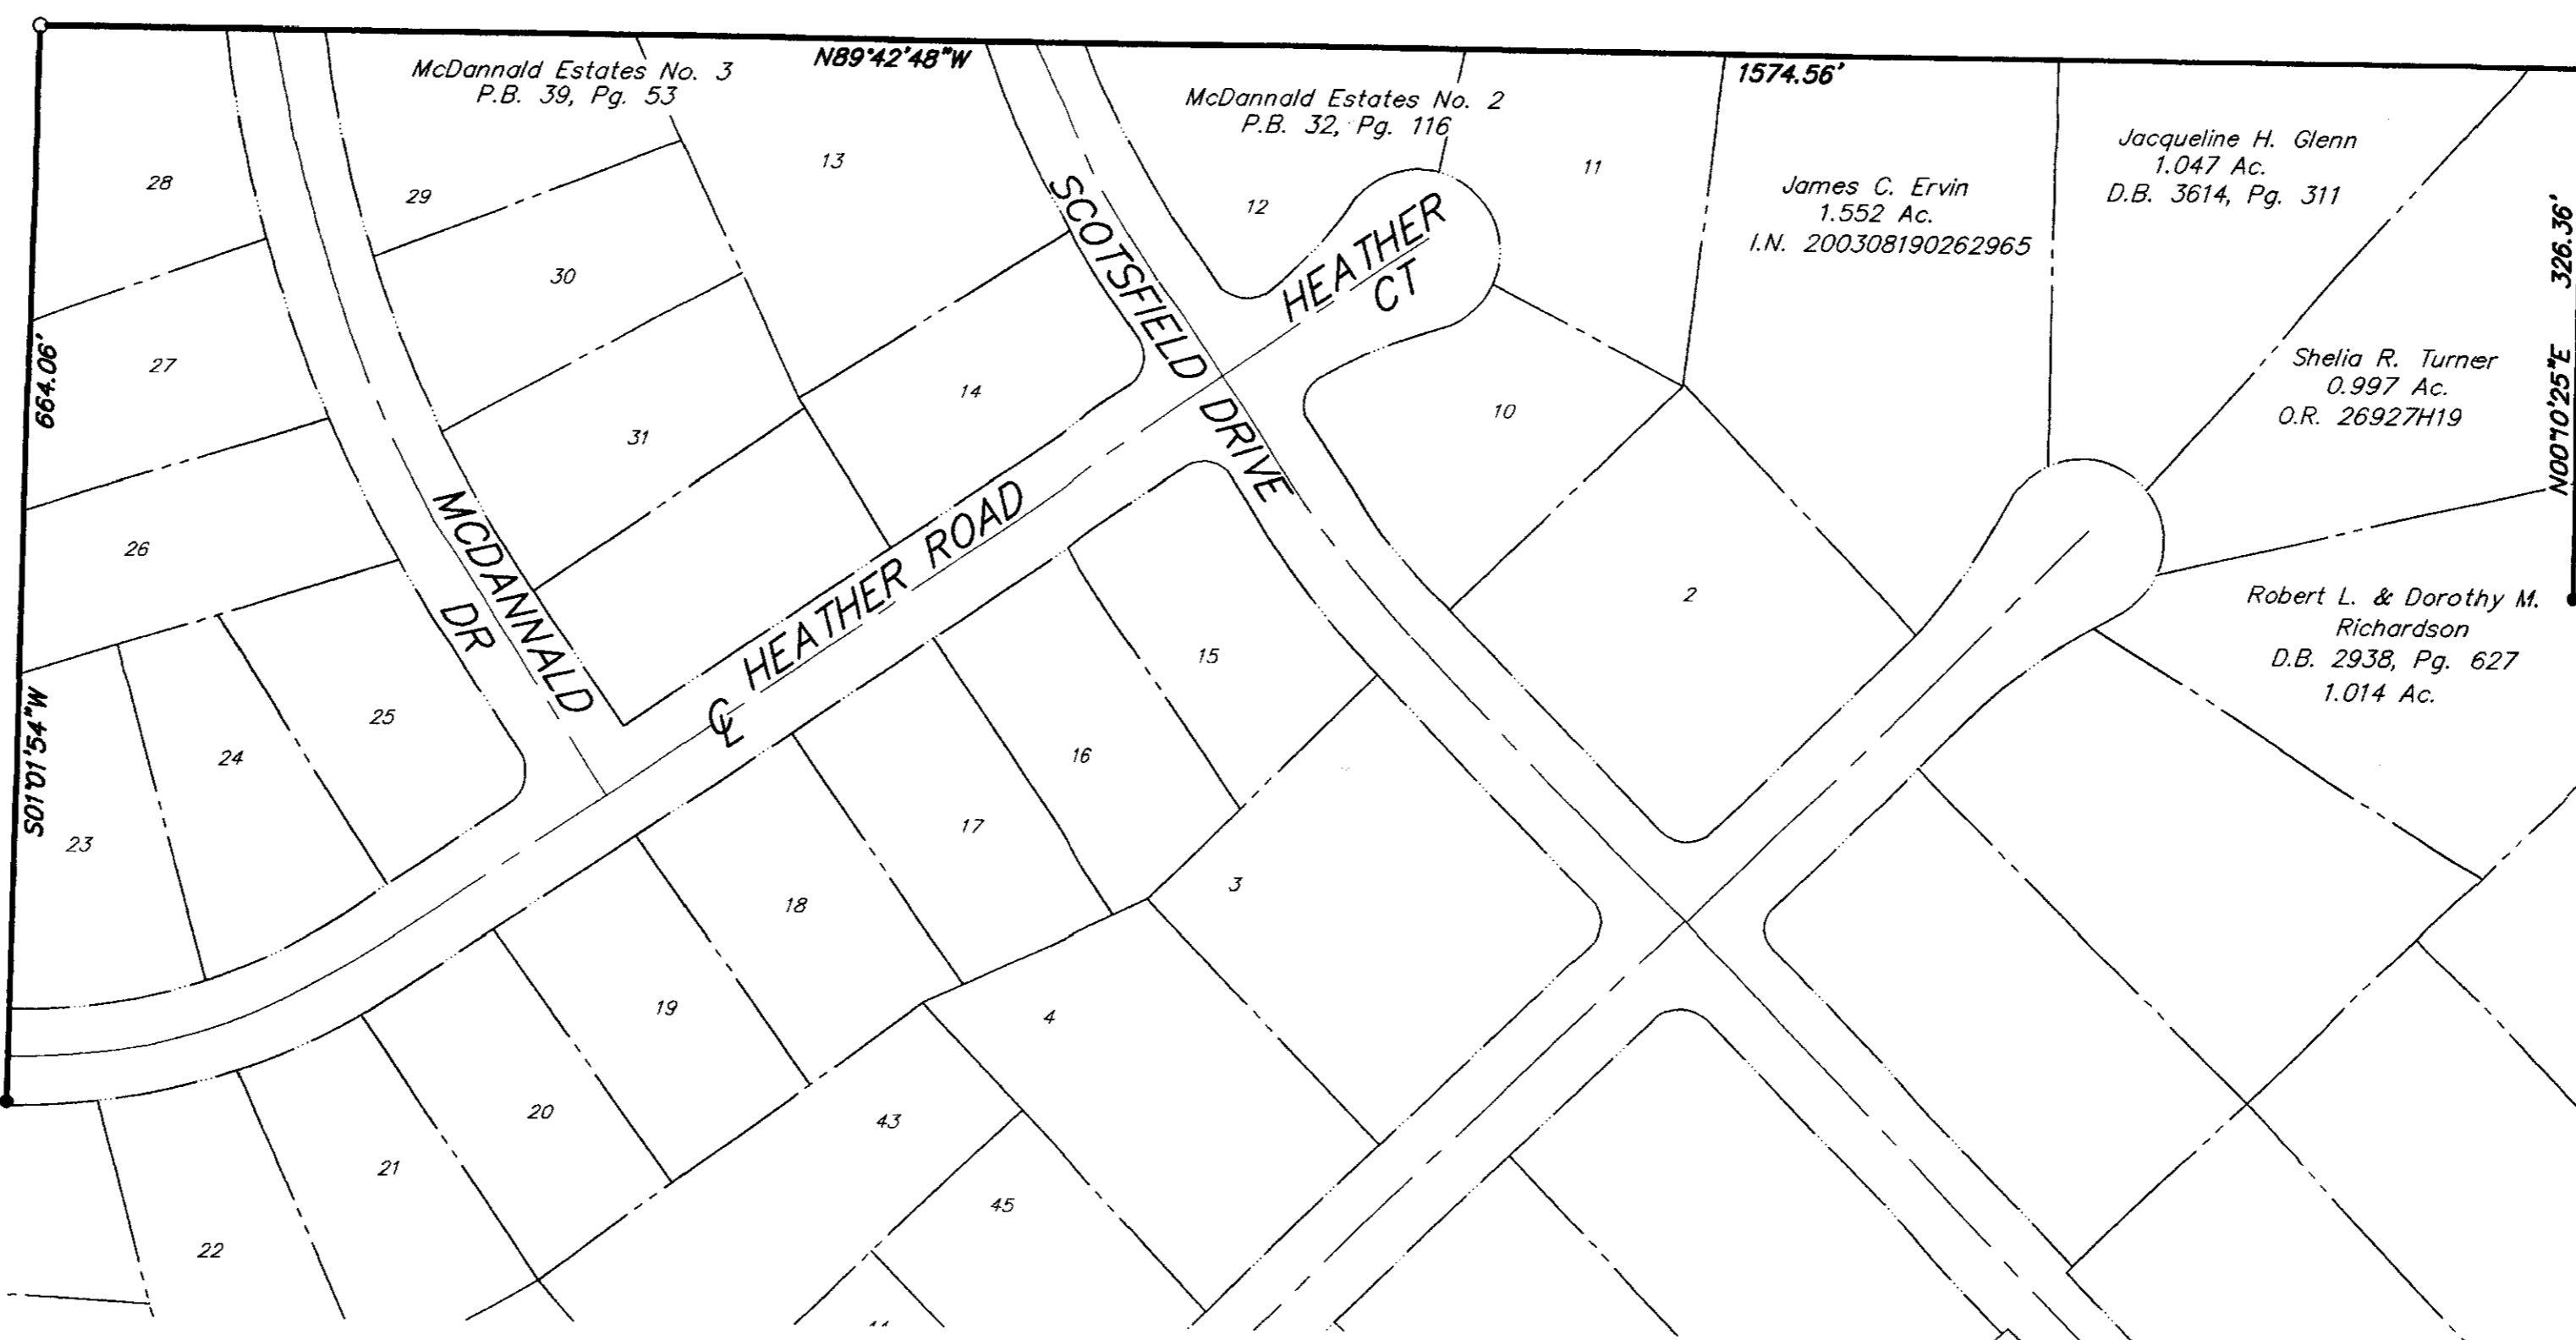 N89°42'48"W
1574.56'
McDannald Estates No. 3
P.B. 39, Pg. 53
McDannald Estates No. 2
P.B. 32, Pg. 116
Jacqueline H. Glenn
1.047 Ac.
D.B. 3614, Pg. 311
James C. Ervin
1.552 Ac.
I.N. 200308190262965
28
29
13
12
11
SCOTSFIELD DRIVE
HEATHER
CT
N00°10'25"E 326.36'
30
27
664.06'
Shelia R. Turner
0.997 Ac.
O.R. 26927H19
14
10
31
26
MCDANNALD
DR
℄ HEATHER ROAD
2
Robert L. & Dorothy M.
Richardson
D.B. 2938, Pg. 627
1.014 Ac.
15
25
24
16
S01°01'54"W
23
17
3
18
19
4
20
43
21
45
22